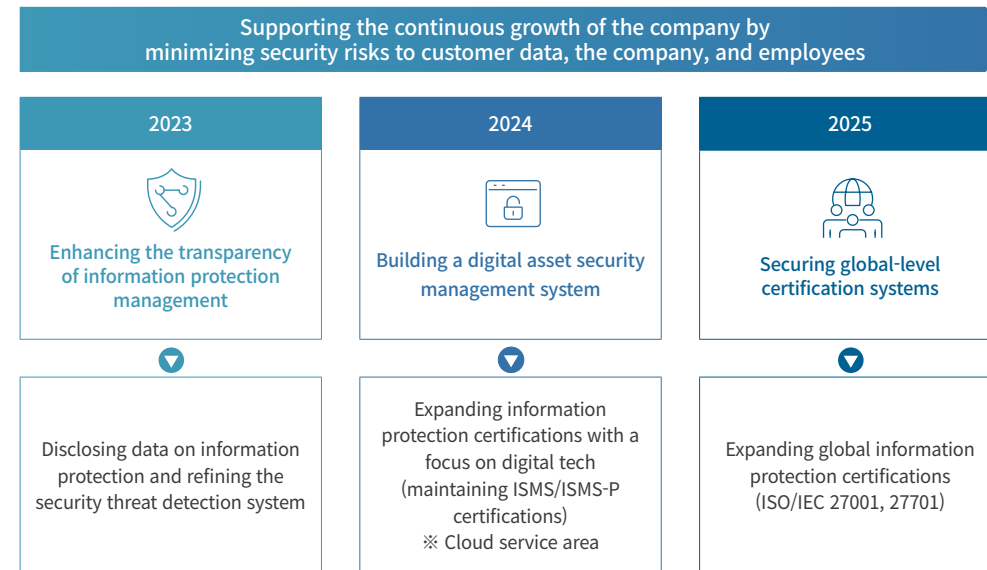 Supporting the continuous growth of the company by
minimizing security risks to customer data, the company, and employees
2023
Enhancing the transparency
of information protection
management
Disclosing data on information
protection and refining the
security threat detection system
2024
Building a digital asset security
management system
Expanding information
protection certifications with a
focus on digital tech
(maintaining ISMS/ISMS-P
certifications)
※ Cloud service area
2025
Securing global-level
certification systems
Expanding global information
protection certifications
(ISO/IEC 27001, 27701)